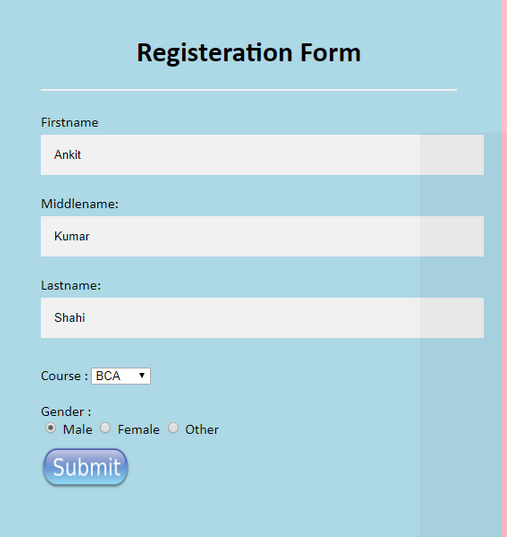 Registeration Form
Firstname
Ankit
Middlename:
Kumar
Lastname:
Shahi
Course : BCA
Gender :
Male Female Other
Submit